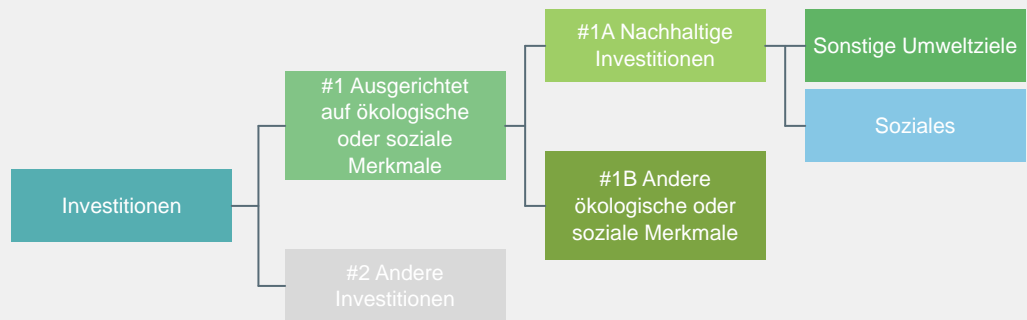 Investitionen
#1 Ausgerichtet
auf ökologische
oder soziale
Merkmale
#2 Andere
Investitionen
#1A Nachhaltige
Investitionen
#1B Andere
ökologische oder
soziale Merkmale
Sonstige Umweltziele
Soziales